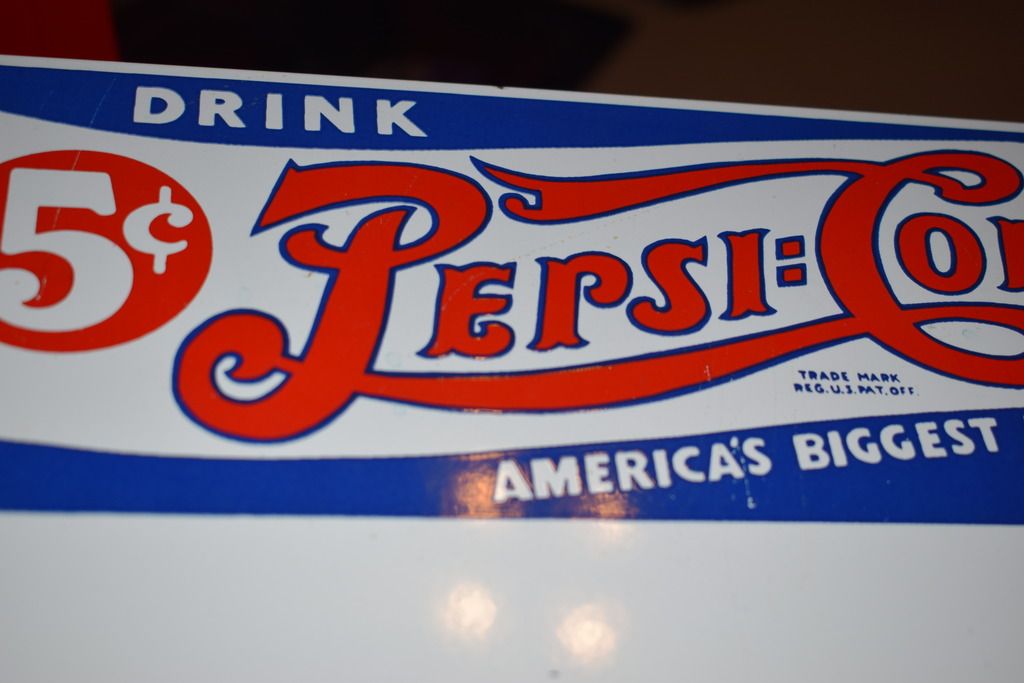 DRINK
5¢
PEPSI:CO
TRADE MARK
REG.U.S.PAT.OFF.
AMERICA'S BIGGEST